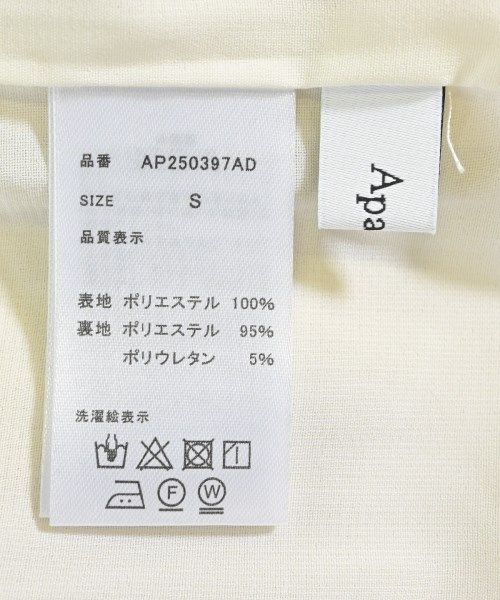 品番 AP250397AD
SIZE S
品質表示
表地 ポリエステル 100%
裏地 ポリエステル 95%
ポリウレタン 5%
洗濯絵表示
F W
Apa